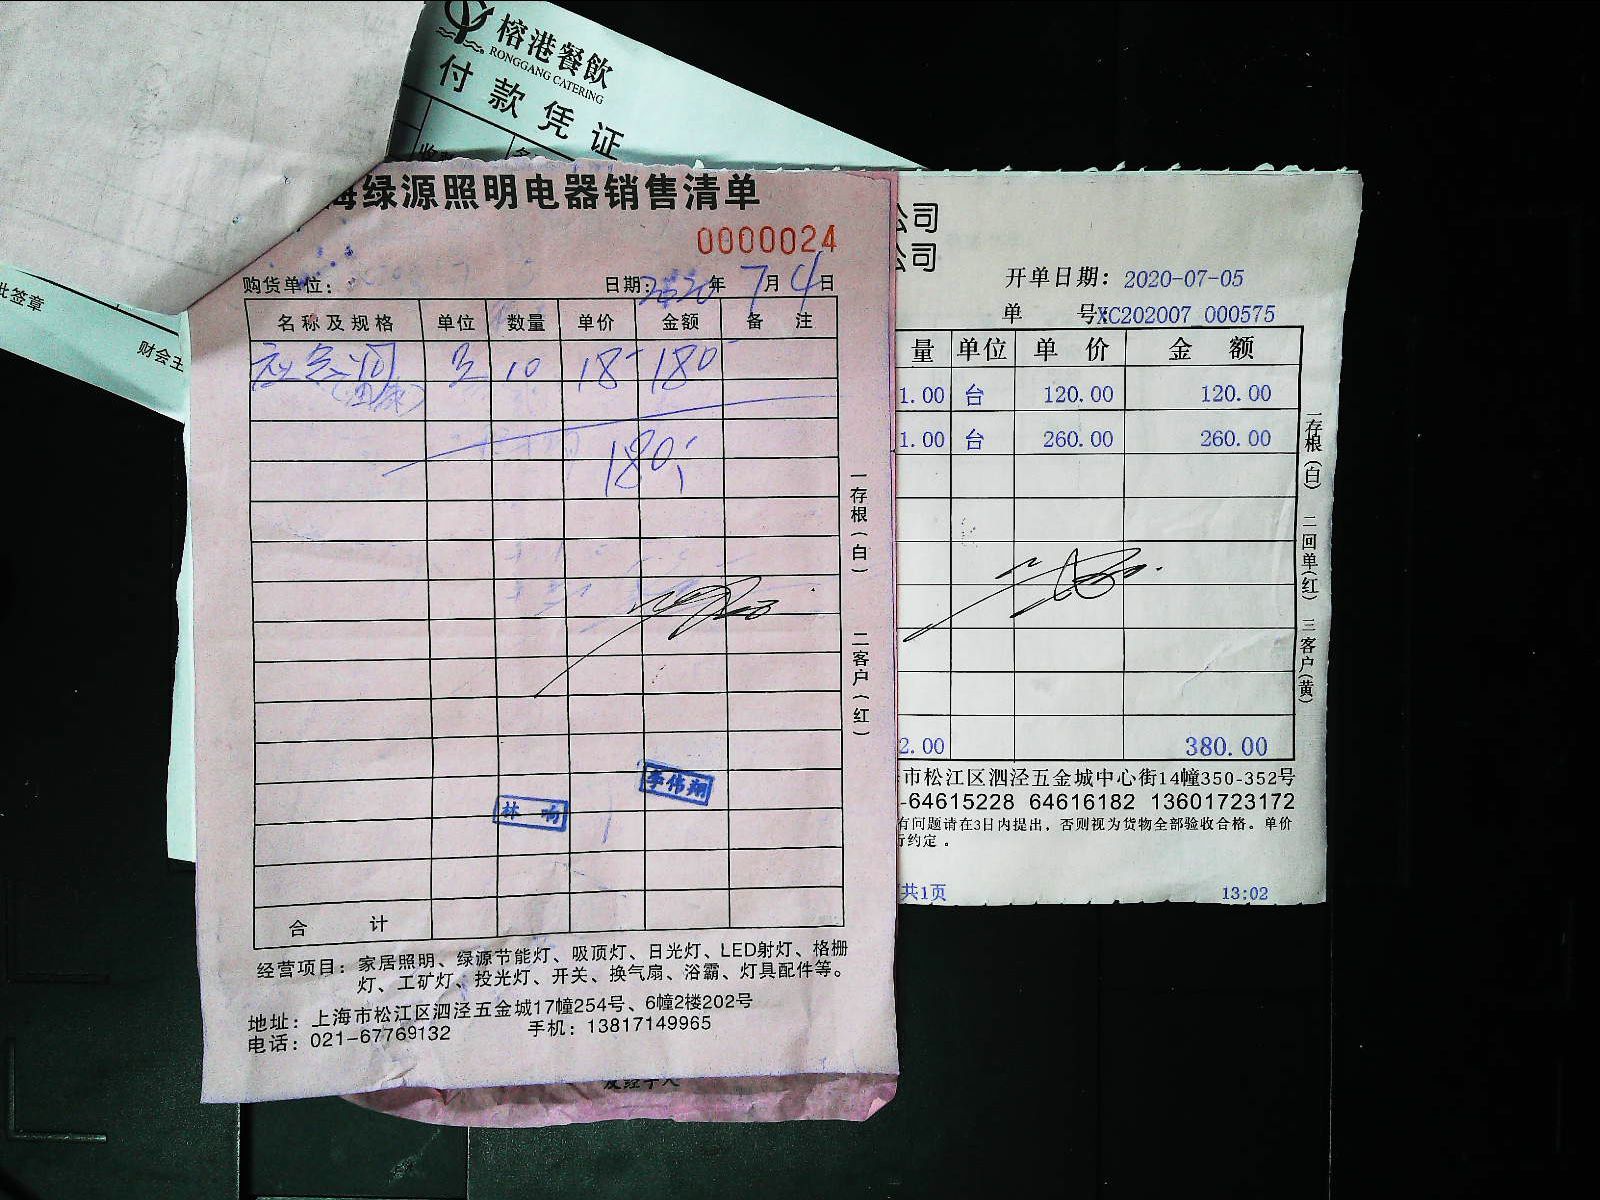 榕港餐飲
RONGGANG CATERING
付款凭证
批签章
财会主
海绿源照明电器销售清单
0000024
购货单位：
日期：2020年7月4日
名称及规格 单位 数量 单价 金额 备注
应急 10 18- 180-
180
一存根（白）
二客户（红）
李伟翔
林
合计
经营项目：家居照明、绿源节能灯、吸顶灯、日光灯、LED射灯、格栅
灯、工矿灯、投光灯、开关、换气扇、浴霸、灯具配件等。
地址：上海市松江区泗泾五金城17幢254号、6幢2楼202号
电话：021-67769132 手机：13817149965
公司
公司
开单日期：2020-07-05
单号XC202007 000575
量 单位 单价 金额
1.00 台 120.00 120.00
1.00 台 260.00 260.00
2.00 380.00
一存根（白） 二回单（红） 三客户（黄）
市松江区泗泾五金城中心街14幢350-352号
-64615228 64616182 13601723172
有问题请在3日内提出，否则视为货物全部验收合格。单价
行约定。
共1页 13:02